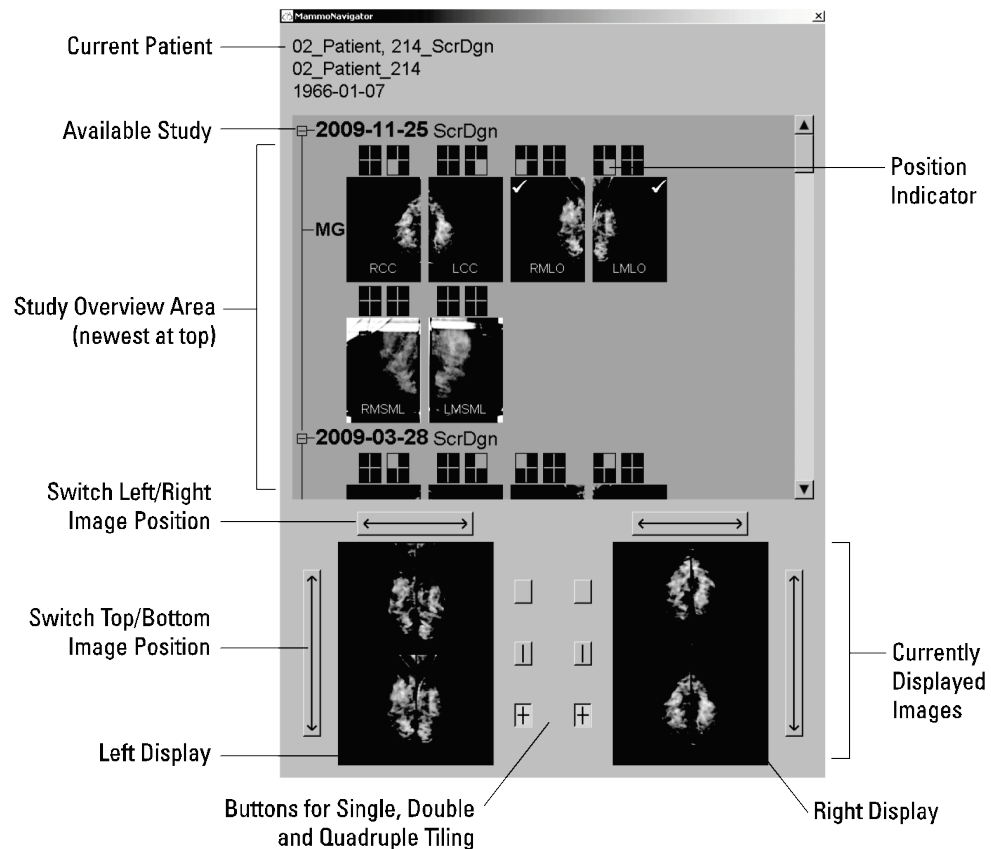 MammoNavigator
Current Patient
02_Patient, 214_ScrDgn
02_Patient_214
1966-01-07
Available Study
2009-11-25 ScrDgn
Position
Indicator
MG
RCC
LCC
RMLO
LMLO
Study Overview Area
(newest at top)
RMSML
LMSML
2009-03-28 ScrDgn
Switch Left/Right
Image Position
Switch Top/Bottom
Image Position
Currently
Displayed
Images
Left Display
Buttons for Single, Double
and Quadruple Tiling
Right Display